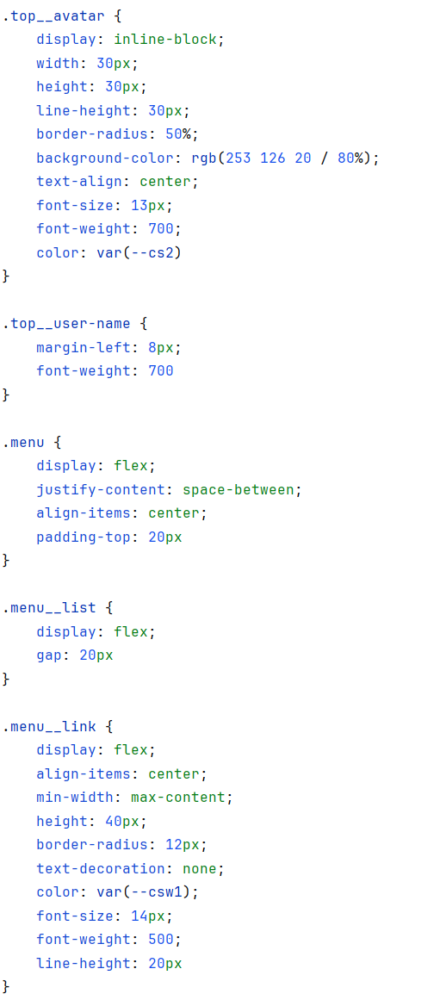 .top__avatar {
    display: inline-block;
    width: 30px;
    height: 30px;
    line-height: 30px;
    border-radius: 50%;
    background-color: rgb(253 126 20 / 80%);
    text-align: center;
    font-size: 13px;
    font-weight: 700;
    color: var(--cs2)
}

.top__user-name {
    margin-left: 8px;
    font-weight: 700
}

.menu {
    display: flex;
    justify-content: space-between;
    align-items: center;
    padding-top: 20px
}

.menu__list {
    display: flex;
    gap: 20px
}

.menu__link {
    display: flex;
    align-items: center;
    min-width: max-content;
    height: 40px;
    border-radius: 12px;
    text-decoration: none;
    color: var(--csw1);
    font-size: 14px;
    font-weight: 500;
    line-height: 20px
}